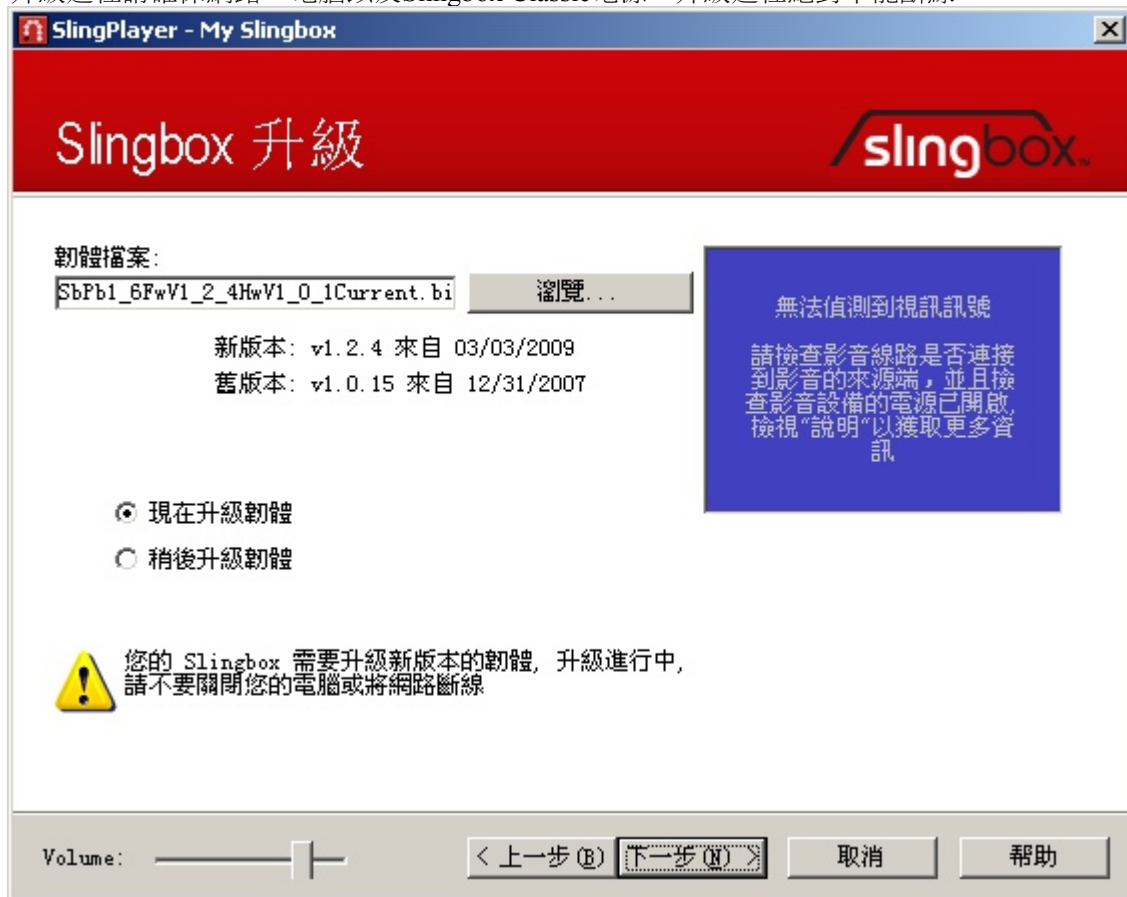 SlingPlayer - My Slingbox
Slingbox 升級
slingbox™
韌體檔案:
SbPb1_6FwV1_2_4HwV1_0_1Current.bi
瀏覽...
新版本: v1.2.4 來自 03/03/2009
舊版本: v1.0.15 來自 12/31/2007
無法偵測到視訊訊號
請檢查影音線路是否連接
到影音的來源端，並且檢
查影音設備的電源已開啟,
檢視“說明“以獲取更多資
訊
現在升級韌體
稍後升級韌體
您的 Slingbox 需要升級新版本的韌體, 升級進行中,
請不要關閉您的電腦或將網路斷線
Volume:
< 上一步(B)
下一步(N) >
取消
帮助